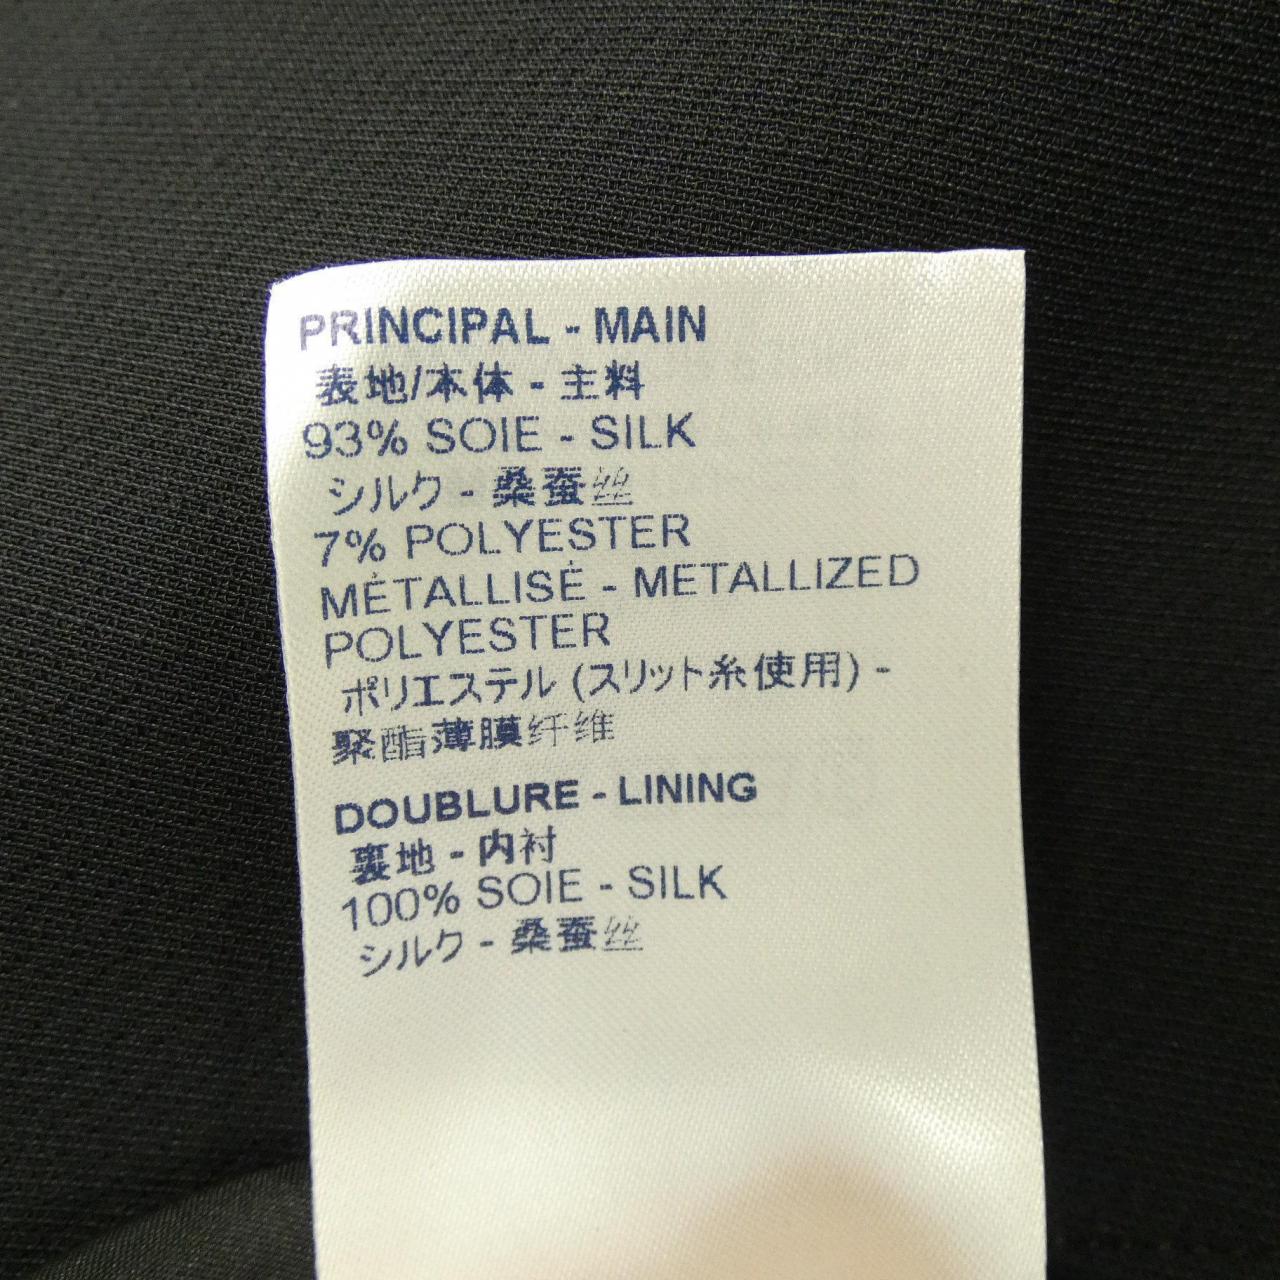 PRINCIPAL - MAIN
表地/本体 - 主料
93% SOIE - SILK
シルク - 桑蚕丝
7% POLYESTER
MÉTALLISÉ - METALLIZED
POLYESTER
ポリエステル (スリット糸使用) -
聚酯薄膜纤维
DOUBLURE - LINING
裏地 - 内衬
100% SOIE - SILK
シルク - 桑蚕丝